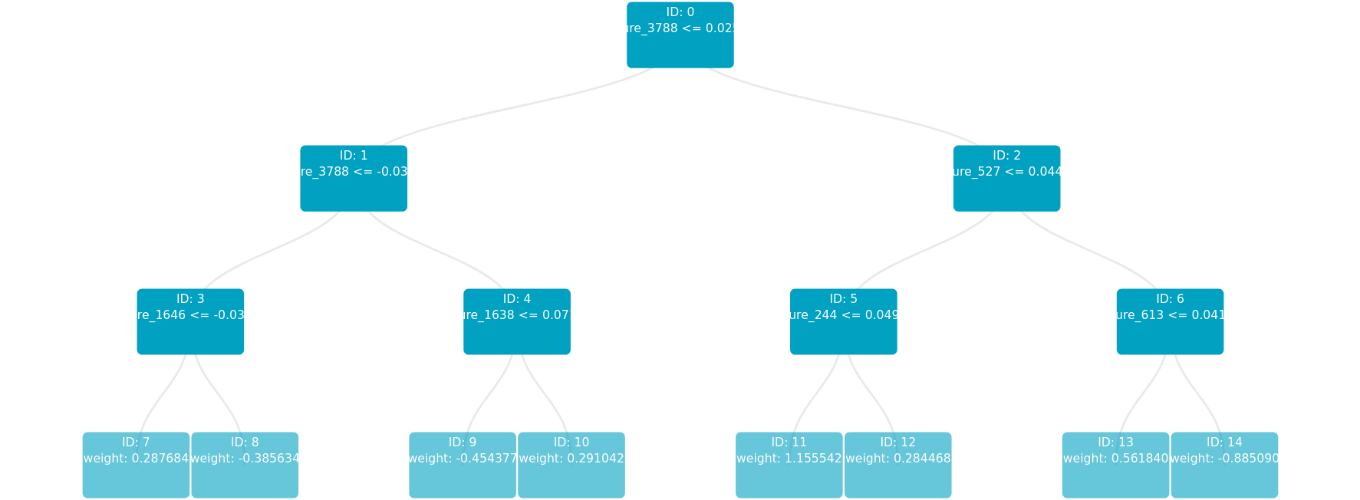 ID: 0
ure_3788 <= 0.025
ID: 1
re_3788 <= -0.03
ID: 2
ure_527 <= 0.044
ID: 3
re_1646 <= -0.03
ID: 4
ure_1638 <= 0.07
ID: 5
ure_244 <= 0.049
ID: 6
ure_613 <= 0.041
ID: 7
weight: 0.287684
ID: 8
weight: -0.385634
ID: 9
weight: -0.454377
ID: 10
weight: 0.291042
ID: 11
weight: 1.155542
ID: 12
weight: 0.284468
ID: 13
weight: 0.561840
ID: 14
weight: -0.885090